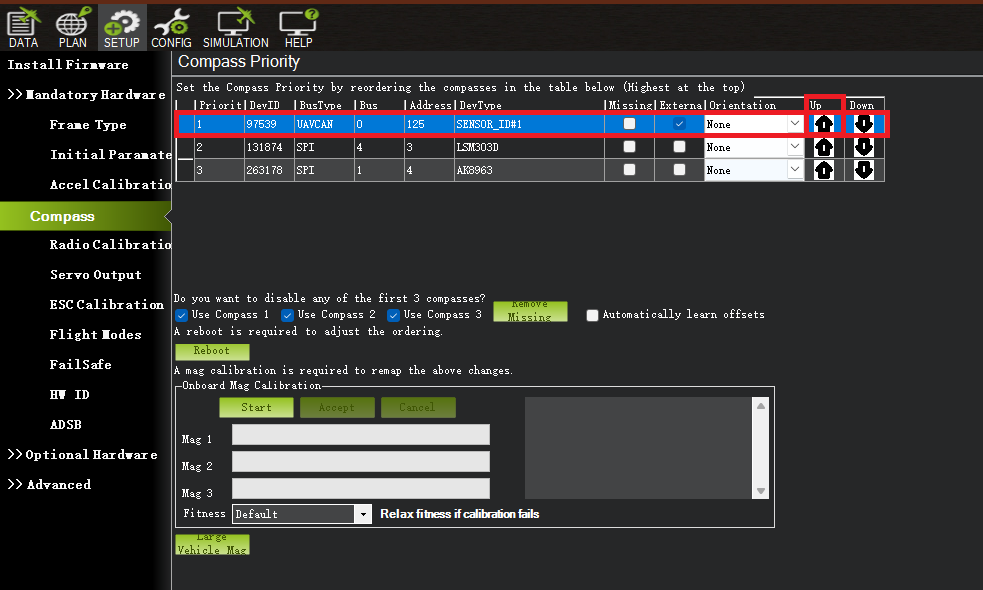 DATA PLAN SETUP CONFIG SIMULATION HELP
Install Firmware
>> Mandatory Hardware
Frame Type
Initial Paramate
Accel Calibratio
Compass
Radio Calibratio
Servo Output
ESC Calibration
Flight Modes
FailSafe
HW ID
ADSB
>> Optional Hardware
>> Advanced
Compass Priority
Set the Compass Priority by reordering the compasses in the table below (Highest at the top)
Priorit DevID BusType Bus Address DevType Missing Externa Orientation Up Down
1 97539 UAVCAN 0 125 SENSOR_ID#1 None
2 131874 SPI 4 3 LSM303D None
3 263178 SPI 1 4 AK8963 None
Do you want to disable any of the first 3 compasses?
Use Compass 1 Use Compass 2 Use Compass 3 Remove Missing Automatically learn offsets
A reboot is required to adjust the ordering.
Reboot
A mag calibration is required to remap the above changes.
Onboard Mag Calibration
Start Accept Cancel
Mag 1
Mag 2
Mag 3
Fitness Default Relax fitness if calibration fails
Large
Vehicle Mag